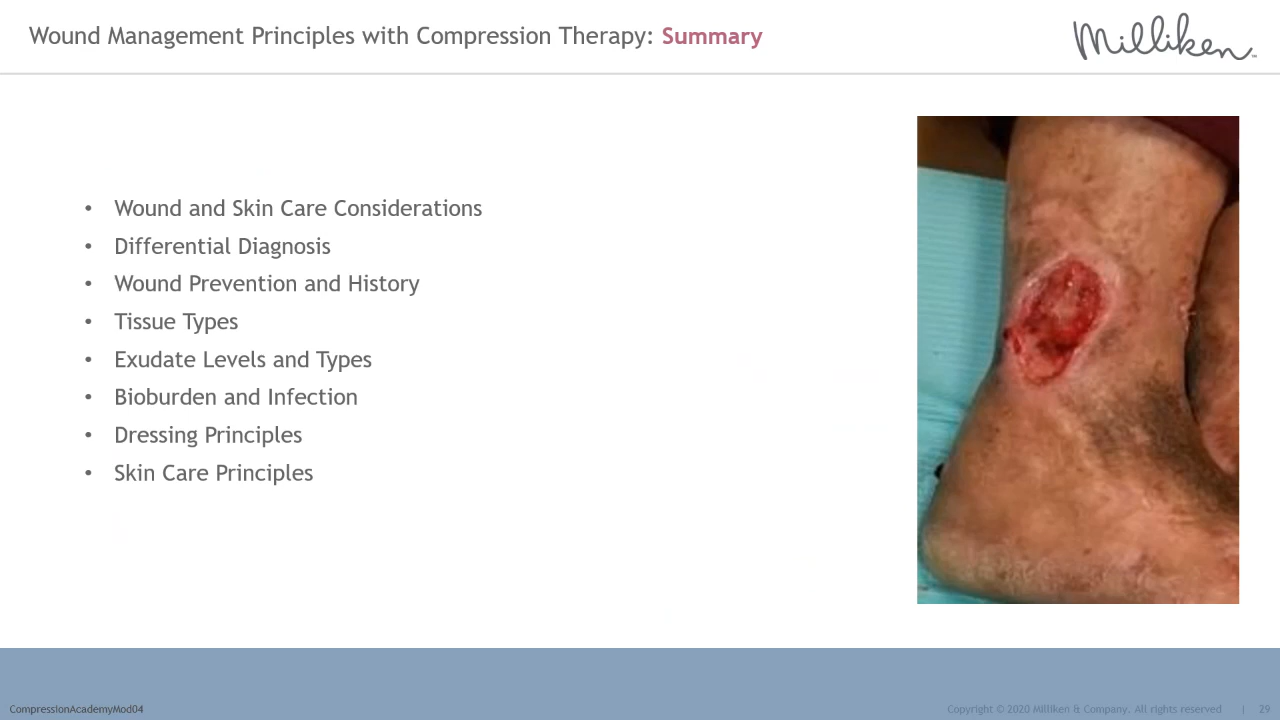 Wound Management Principles with Compression Therapy: Summary
Milliken™
• Wound and Skin Care Considerations
• Differential Diagnosis
• Wound Prevention and History
• Tissue Types
• Exudate Levels and Types
• Bioburden and Infection
• Dressing Principles
• Skin Care Principles
CompressionAcademyMod04
Copyright © 2020 Milliken & Company. All rights reserved | 29